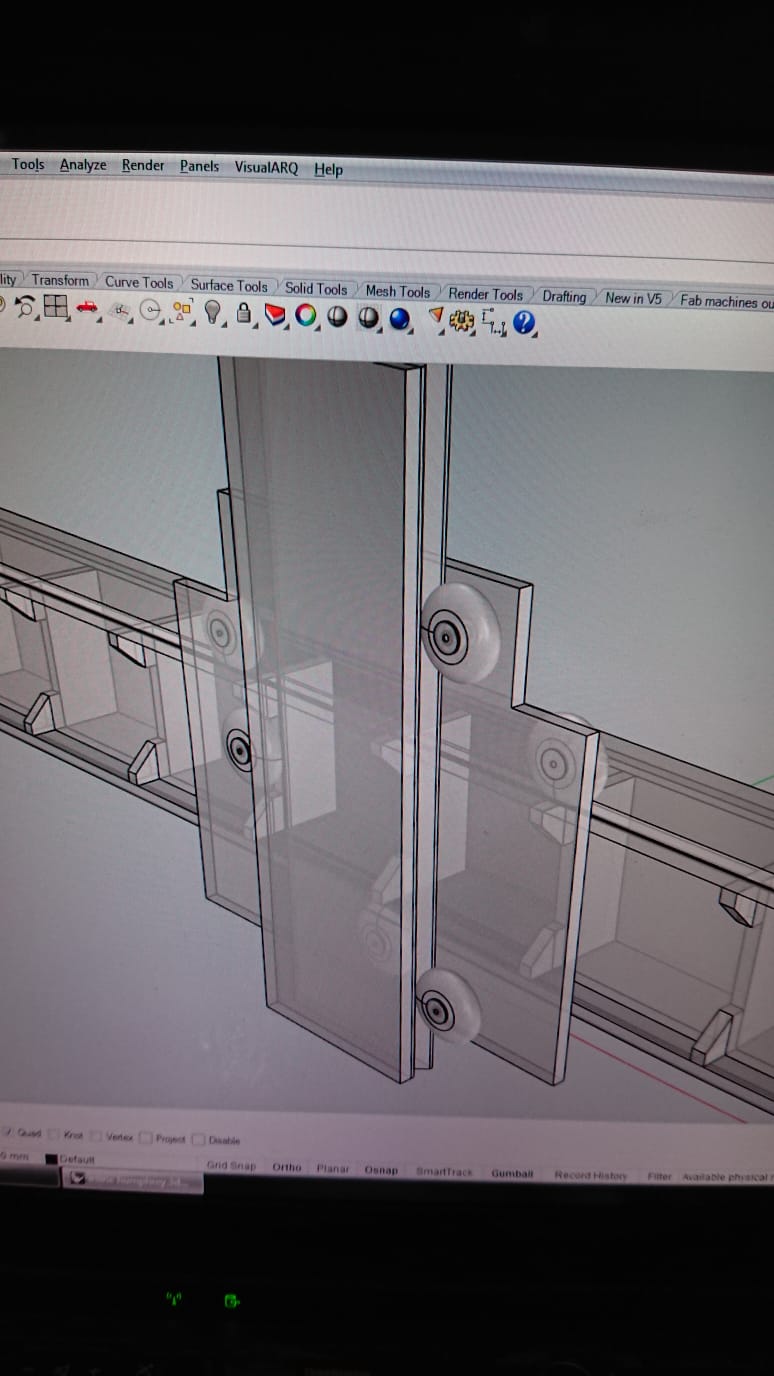 Tools Analyze Render Panels VisualARQ Help
lity Transform Curve Tools Surface Tools Solid Tools Mesh Tools Render Tools Drafting New in V5 Fab machines ou
Quad Knot Vertex Project Disable
mm Default Grid Snap Ortho Planar Osnap SmartTrack Gumball Record History Filter Available physical